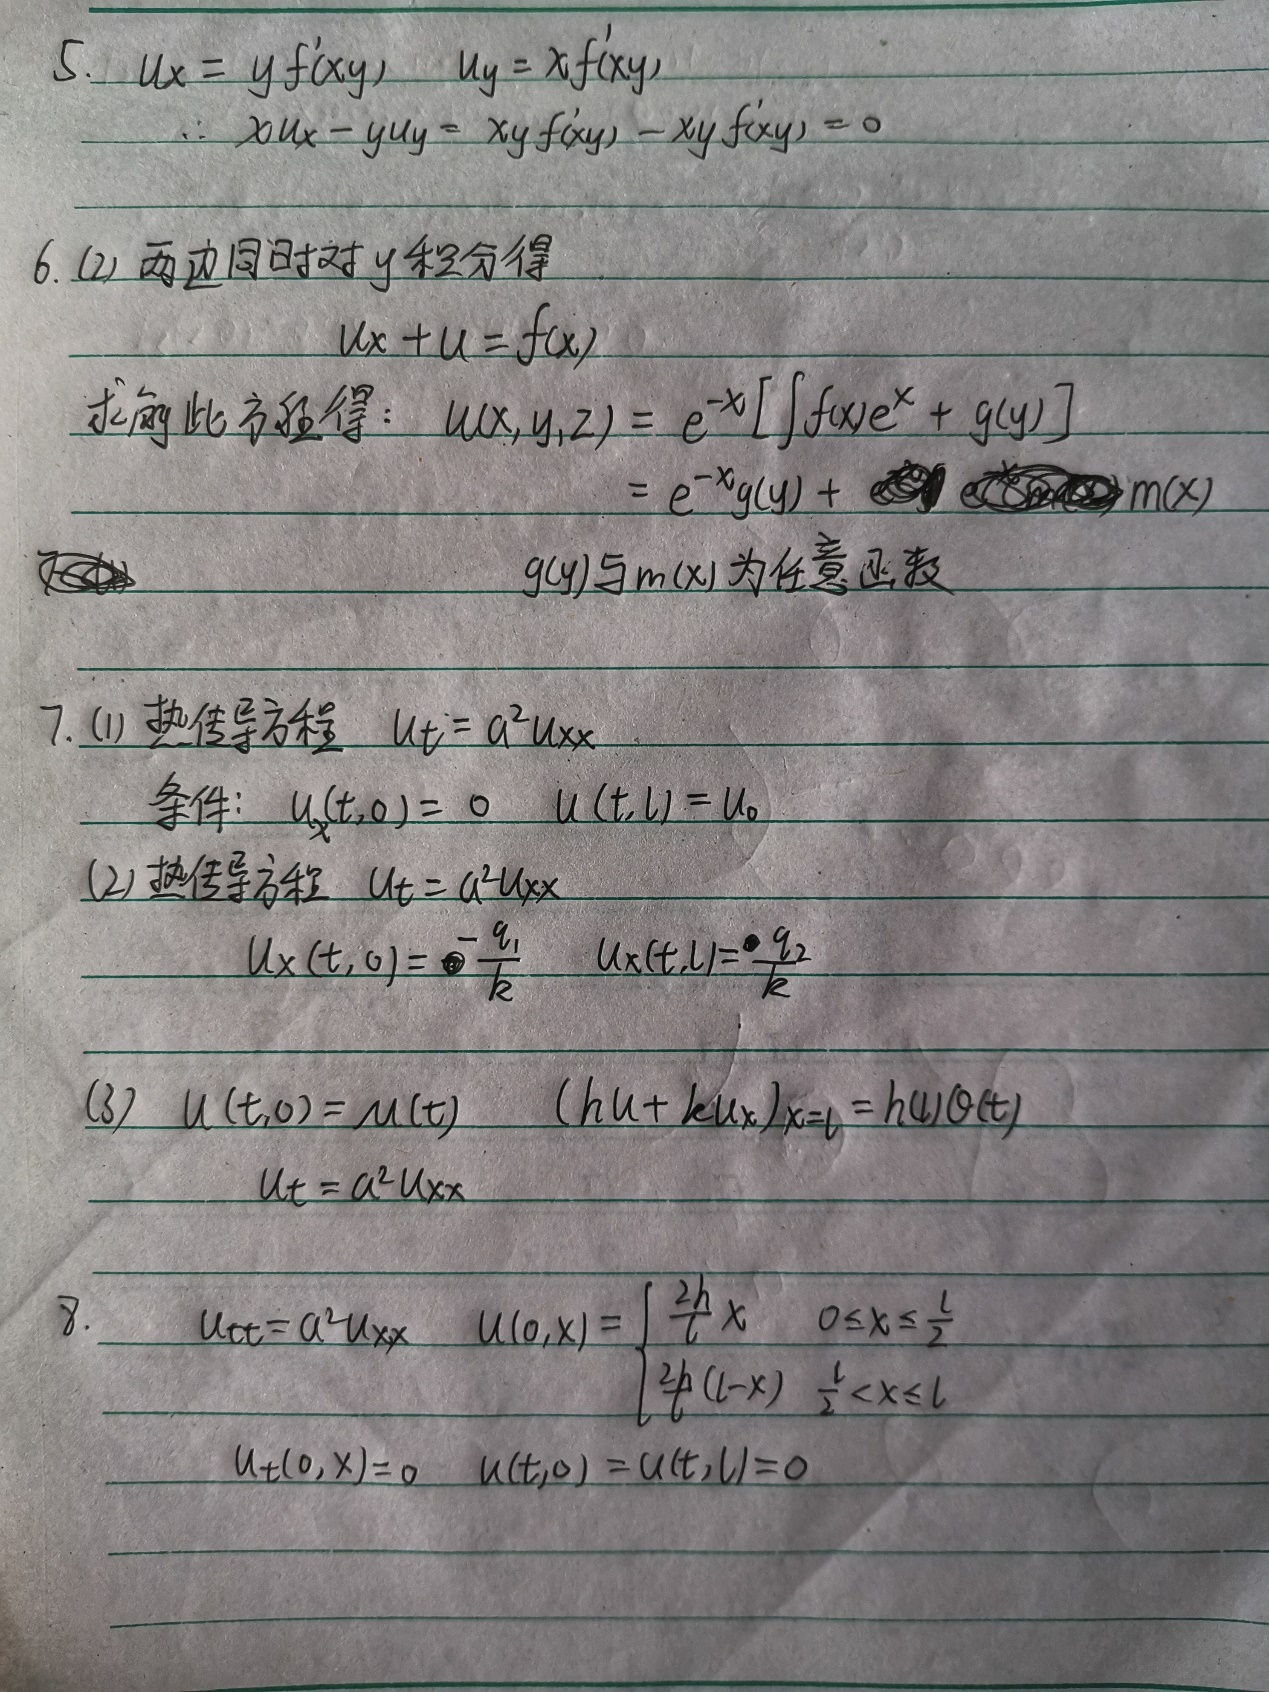 5. ux = y f'(xy)  uy = x f'(xy)
∴ xux − yuy = xy f'(xy) − xy f'(xy) = 0
6. (2) 两边同时对 y 积分得
ux + u = f(x)
求解此方程得: u(x, y, z) = e^{-x} [∫f(x)e^x + g(y)]
= e^{-x}g(y) + m(x)
g(y)与m(x)为任意函数
7. (1) 热传导方程 ut = a²uxx
条件: ux(t, 0) = 0  u(t, l) = u₀
(2) 热传导方程 ut = a²uxx
ux(t, 0) = −q₁/k  ux(t, l) = q₂/k
(3) u(t, 0) = μ(t)  (hu + kux)x=l = h(l)θ(t)
ut = a²uxx
8. utt = a²uxx  u(0, x) = { 2h/l x  0 ≤ x ≤ l/2
2h/l (l−x)  l/2 < x ≤ l
ut(0, x) = 0  u(t, 0) = u(t, l) = 0